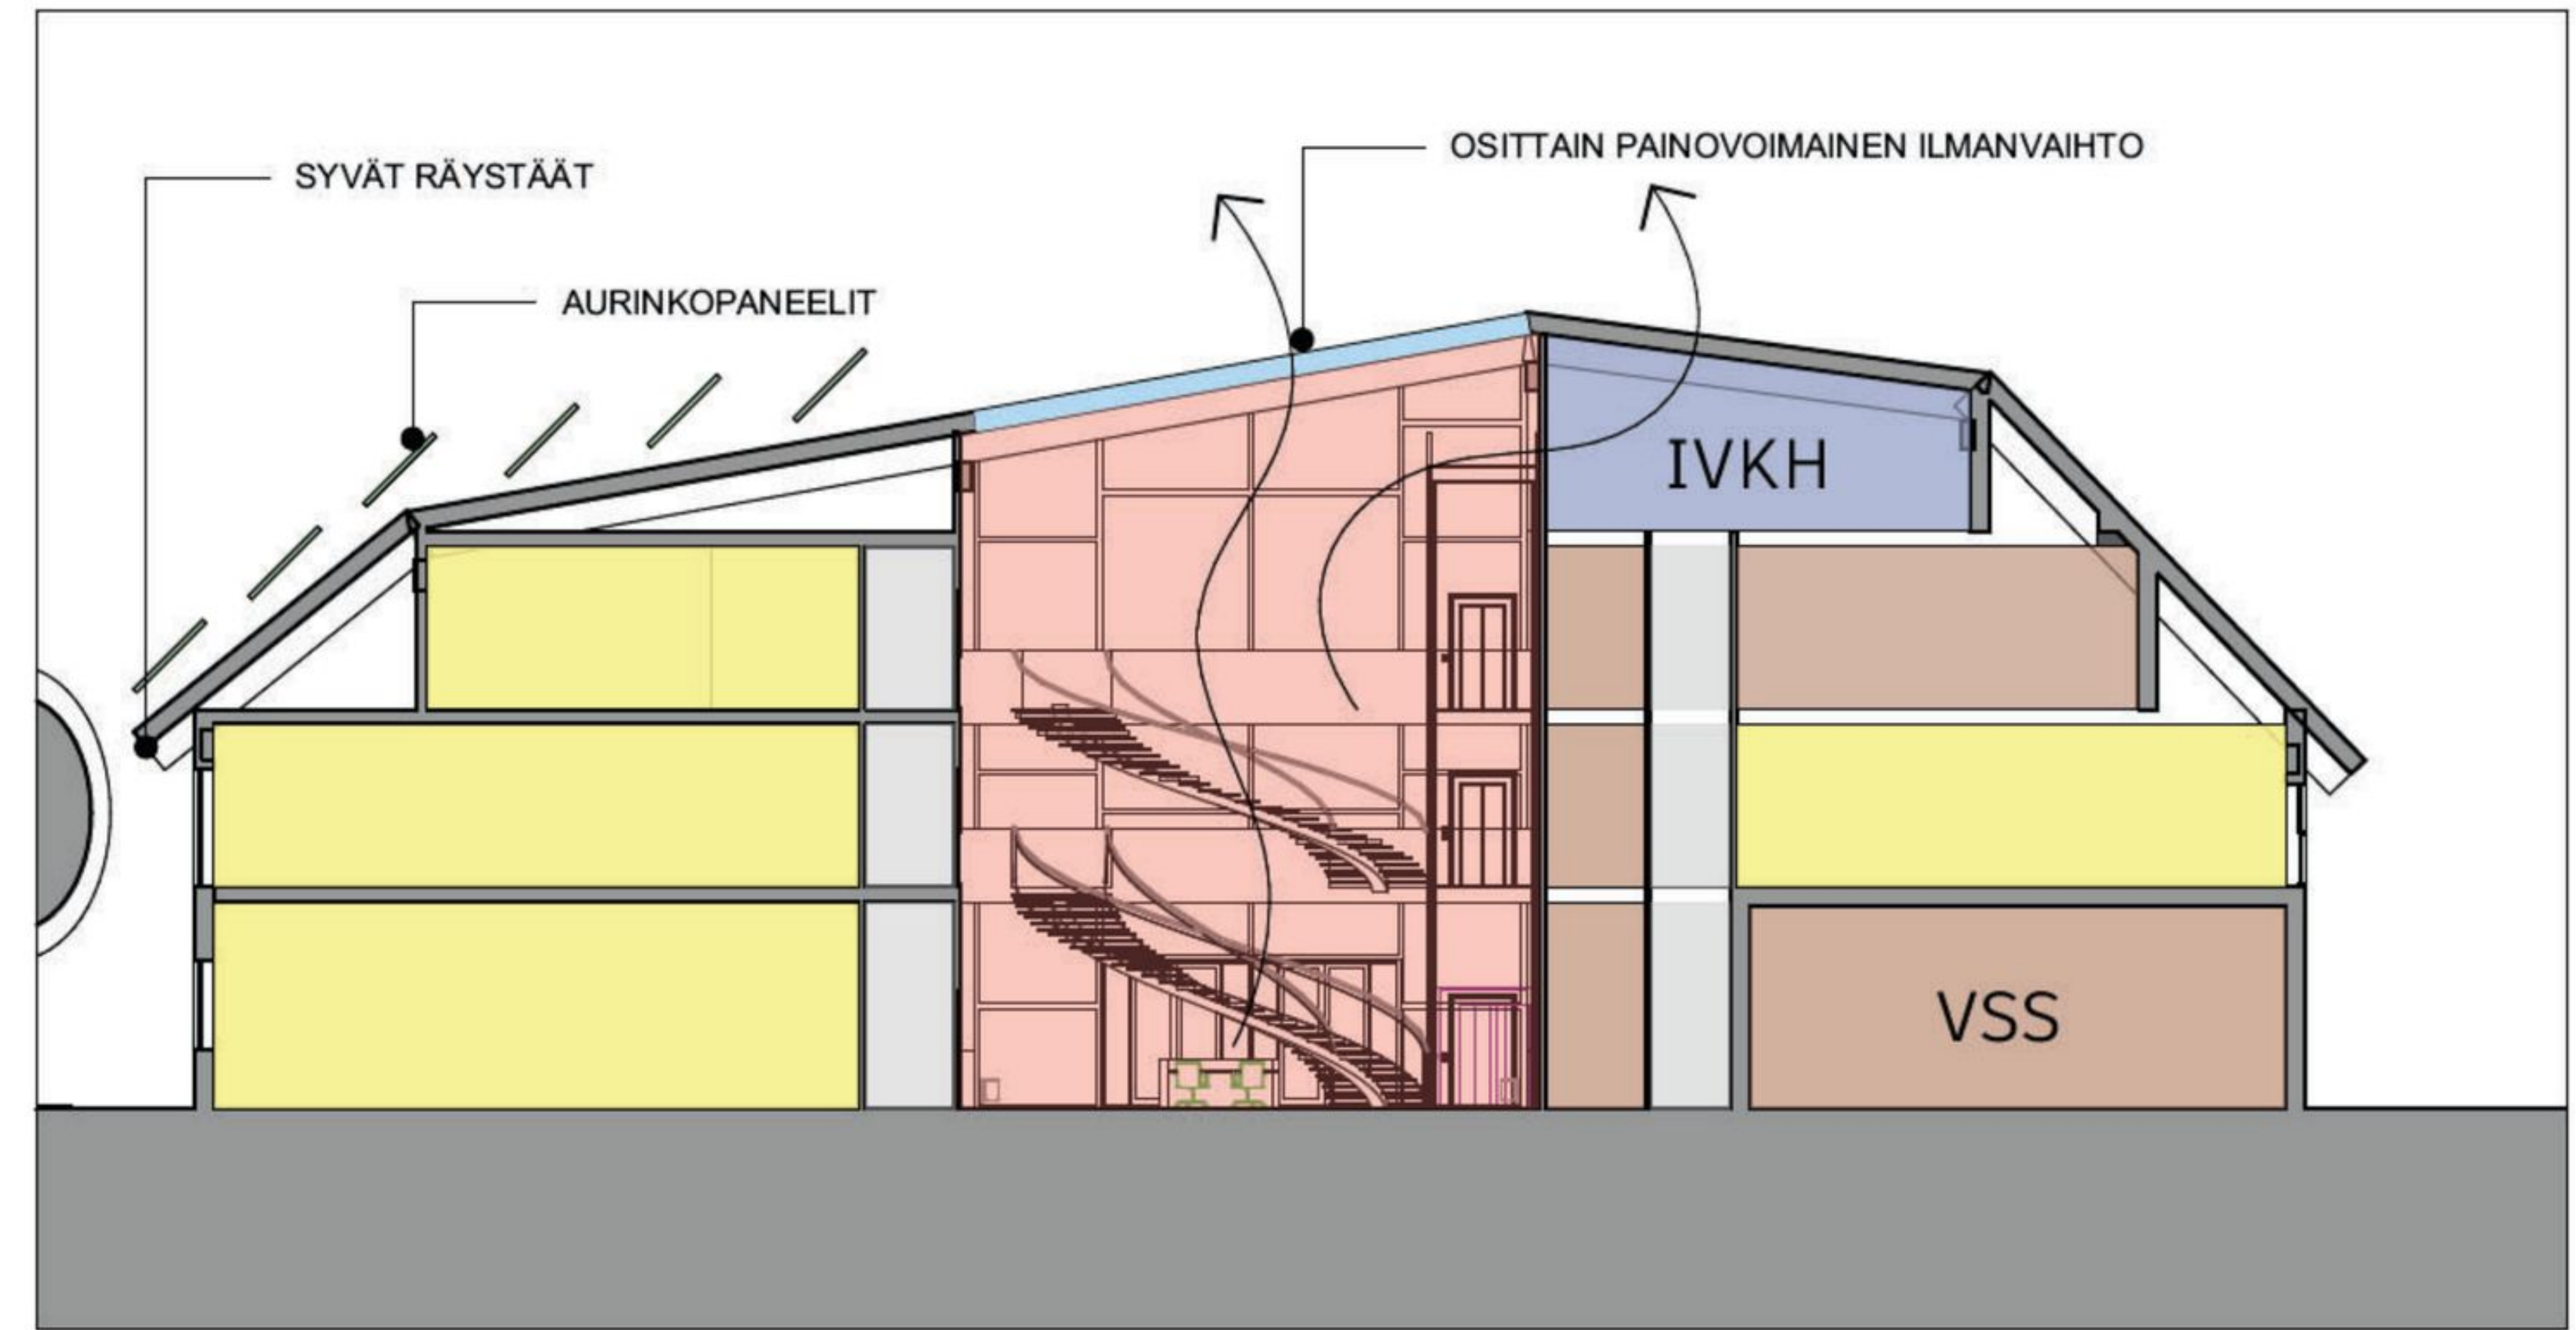 OSITTAIN PAINOVOIMAINEN ILMANVAIHTO
SYVÄT RÄYSTÄÄT
AURINKOPANEELIT
IVKH
VSS